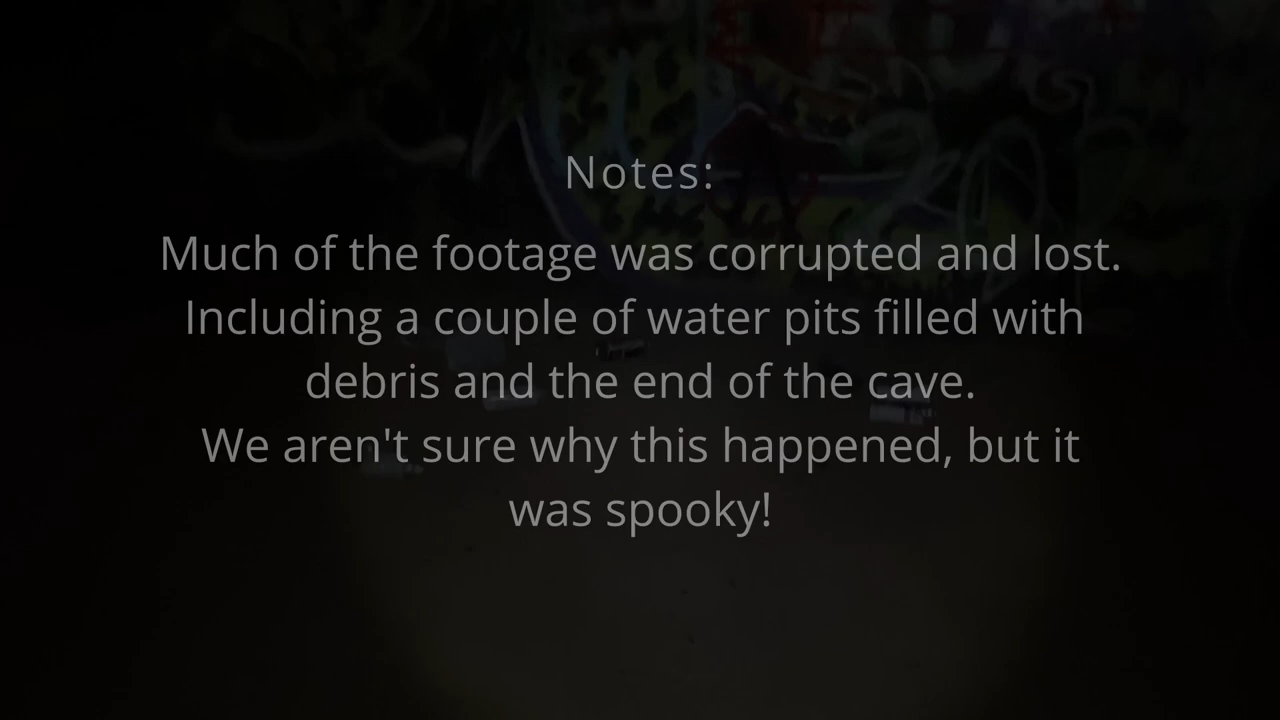 Notes:
Much of the footage was corrupted and lost.
Including a couple of water pits filled with
debris and the end of the cave.
We aren't sure why this happened, but it
was spooky!